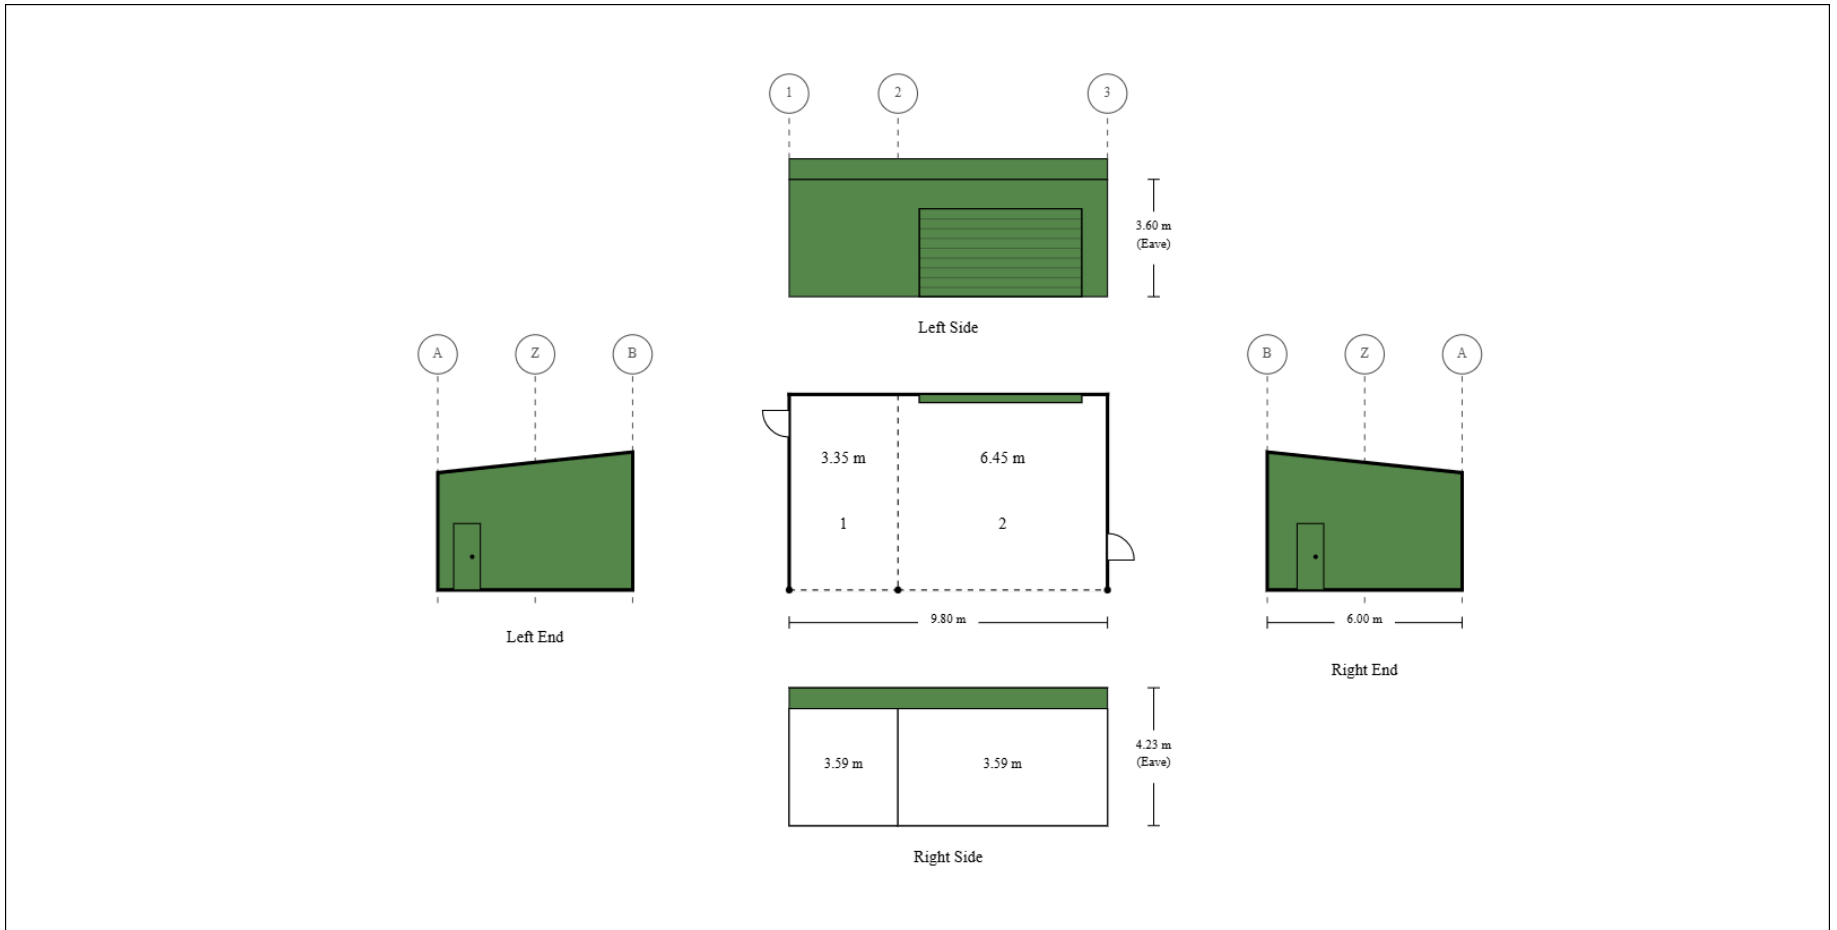 1
2
3
3.60 m
(Eave)
Left Side
A
Z
B
B
Z
A
3.35 m
6.45 m
1
2
9.80 m
6.00 m
Left End
Right End
3.59 m
3.59 m
4.23 m
(Eave)
Right Side